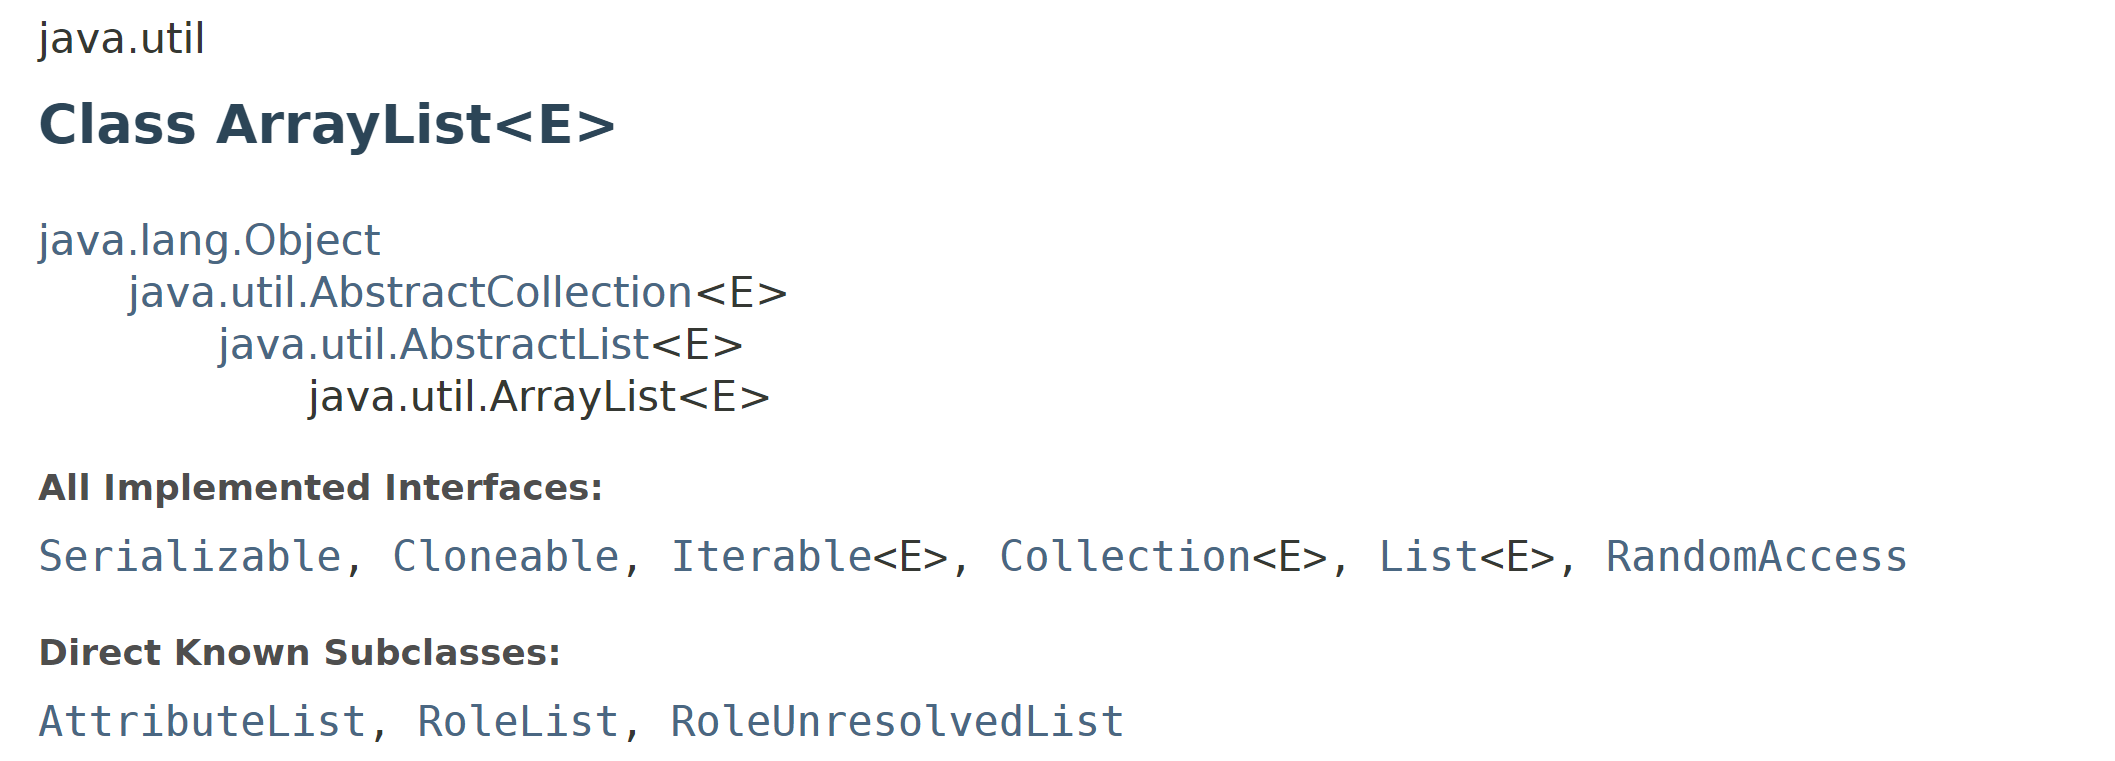 java.util
Class ArrayList<E>
java.lang.Object
java.util.AbstractCollection<E>
java.util.AbstractList<E>
java.util.ArrayList<E>
All Implemented Interfaces:
Serializable, Cloneable, Iterable<E>, Collection<E>, List<E>, RandomAccess
Direct Known Subclasses:
AttributeList, RoleList, RoleUnresolvedList